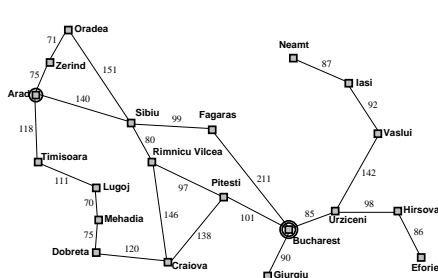 Oradea
71
Neamt
Zerind
87
75
151
Iasi
Arad
140
92
Sibiu
99
Fagaras
118
Vaslui
80
Timisoara
Rimnicu Vilcea
111
211
142
Lugoj
97
Pitesti
70
98
Hirsova
146
85
Mehadia
101
Urziceni
75
138
86
Bucharest
Dobreta
120
90
Craiova
Eforie
Giurgiu